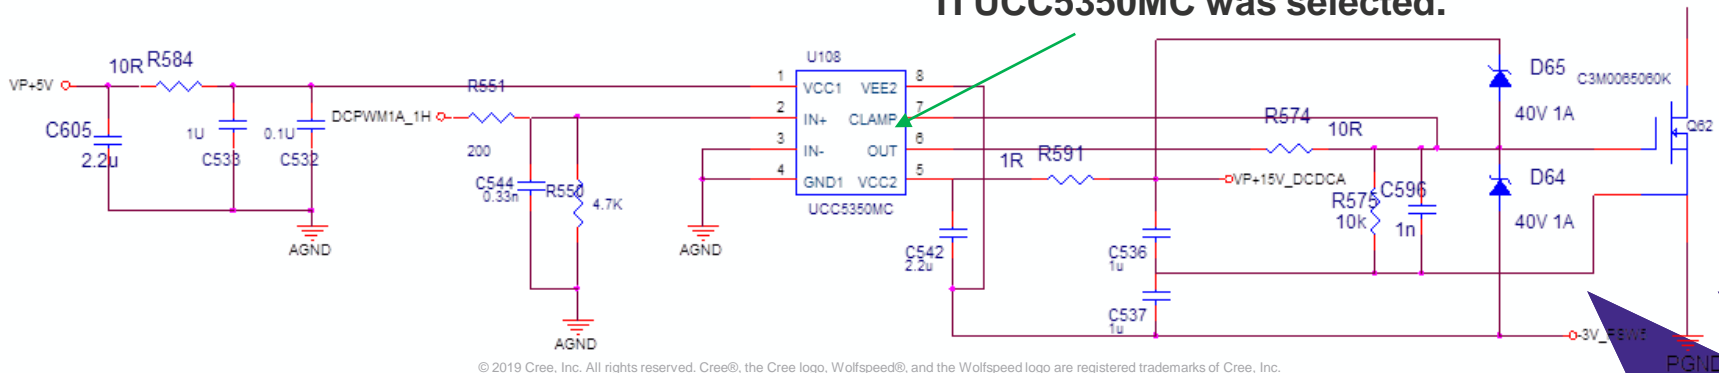 TI UCC5350MC was selected.
VP+5V
10R R584
C605
2.2u
1U
C533
0.1U
C532
AGND
DCPWM1A_1H
R551
200
C544
0.33n
R550
4.7K
AGND
U108
1 VCC1 VEE2 8
2 IN+ CLAMP 7
3 IN- OUT 6
4 GND1 VCC2 5
UCC5350MC
AGND
C542
2.2u
1R R591
VP+15V_DCDCA
C536
1u
C537
1u
R574
10R
R575
10k
C596
1n
D65
40V 1A
D64
40V 1A
C3M0065060K
Q62
PGND
© 2019 Cree, Inc. All rights reserved. Cree®, the Cree logo, Wolfspeed®, and the Wolfspeed logo are registered trademarks of Cree, Inc.